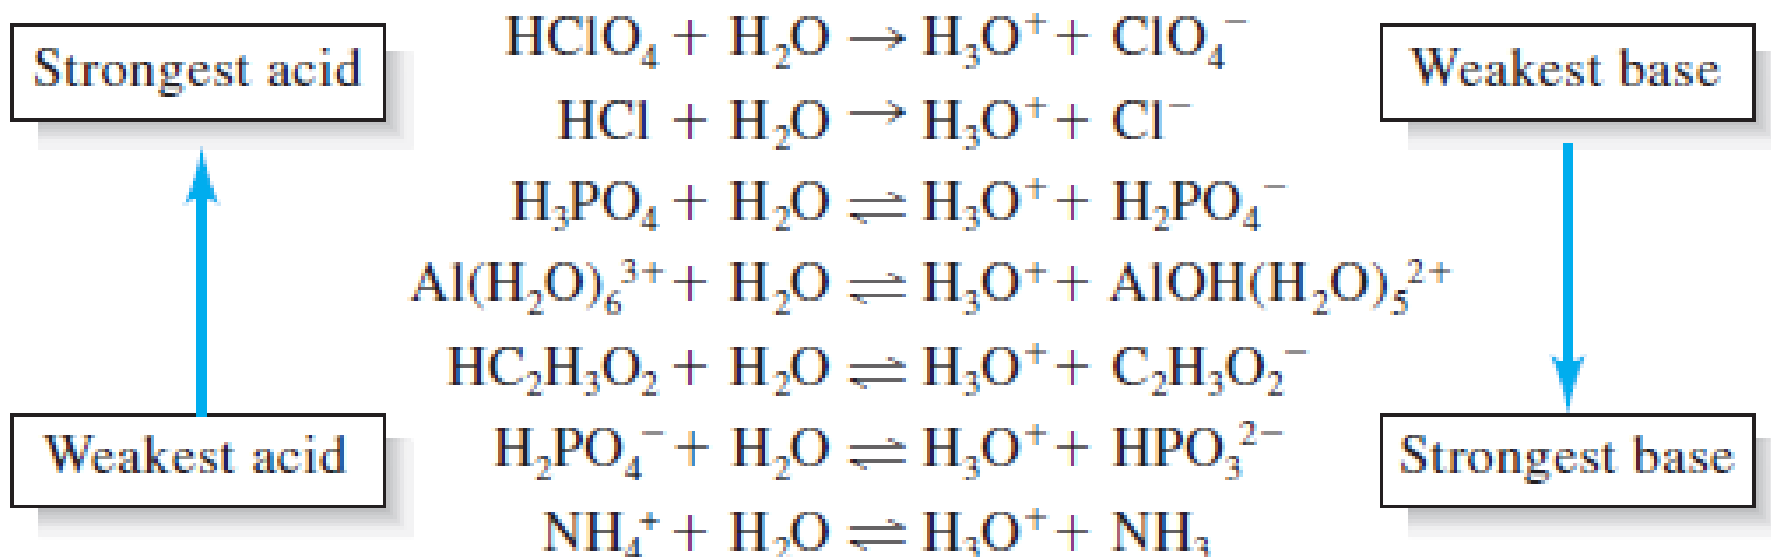 HClO₄ + H₂O → H₃O⁺ + ClO₄⁻
Strongest acid
Weakest base
HCl + H₂O → H₃O⁺ + Cl⁻
H₃PO₄ + H₂O ⇌ H₃O⁺ + H₂PO₄⁻
Al(H₂O)₆³⁺ + H₂O ⇌ H₃O⁺ + AlOH(H₂O)₅²⁺
HC₂H₃O₂ + H₂O ⇌ H₃O⁺ + C₂H₃O₂⁻
H₂PO₄⁻ + H₂O ⇌ H₃O⁺ + HPO₃²⁻
Weakest acid
Strongest base
NH₄⁺ + H₂O ⇌ H₃O⁺ + NH₃